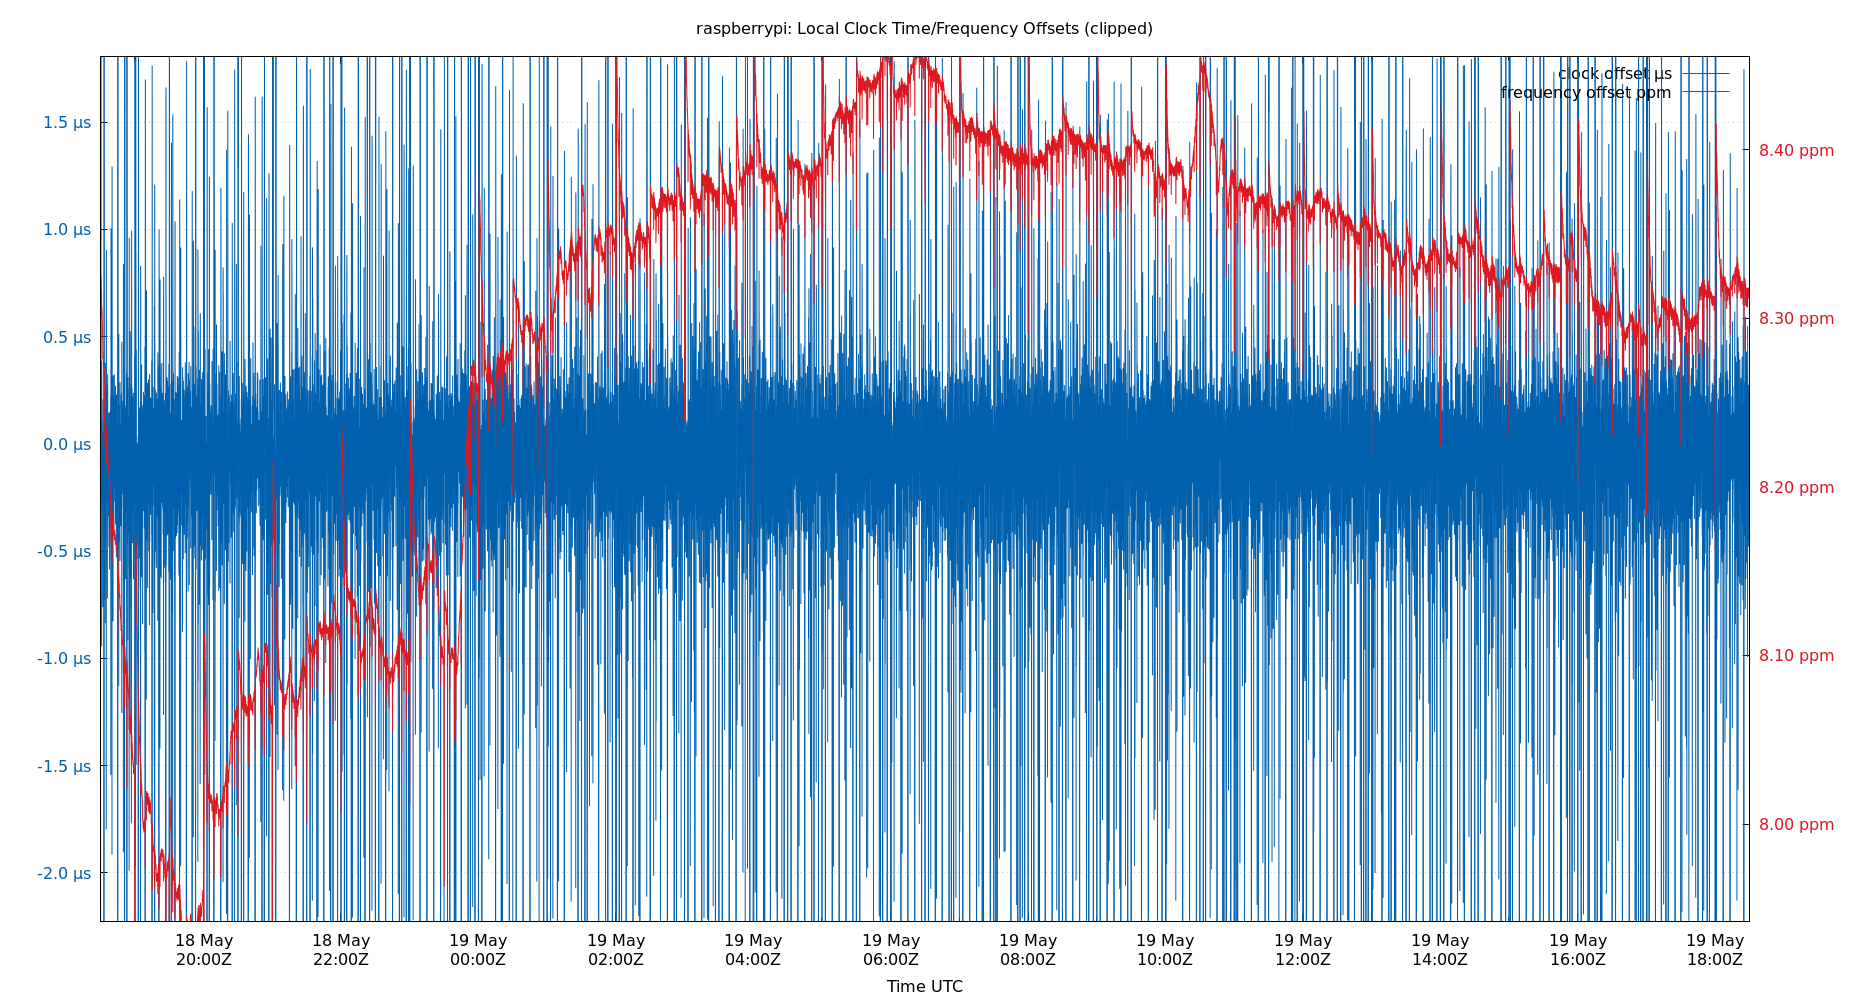 raspberrypi: Local Clock Time/Frequency Offsets (clipped)
clock offset µs
frequency offset ppm
1.5 µs
1.0 µs
0.5 µs
0.0 µs
-0.5 µs
-1.0 µs
-1.5 µs
-2.0 µs
8.40 ppm
8.30 ppm
8.20 ppm
8.10 ppm
8.00 ppm
18 May
20:00Z
18 May
22:00Z
19 May
00:00Z
19 May
02:00Z
19 May
04:00Z
19 May
06:00Z
19 May
08:00Z
19 May
10:00Z
19 May
12:00Z
19 May
14:00Z
19 May
16:00Z
19 May
18:00Z
Time UTC